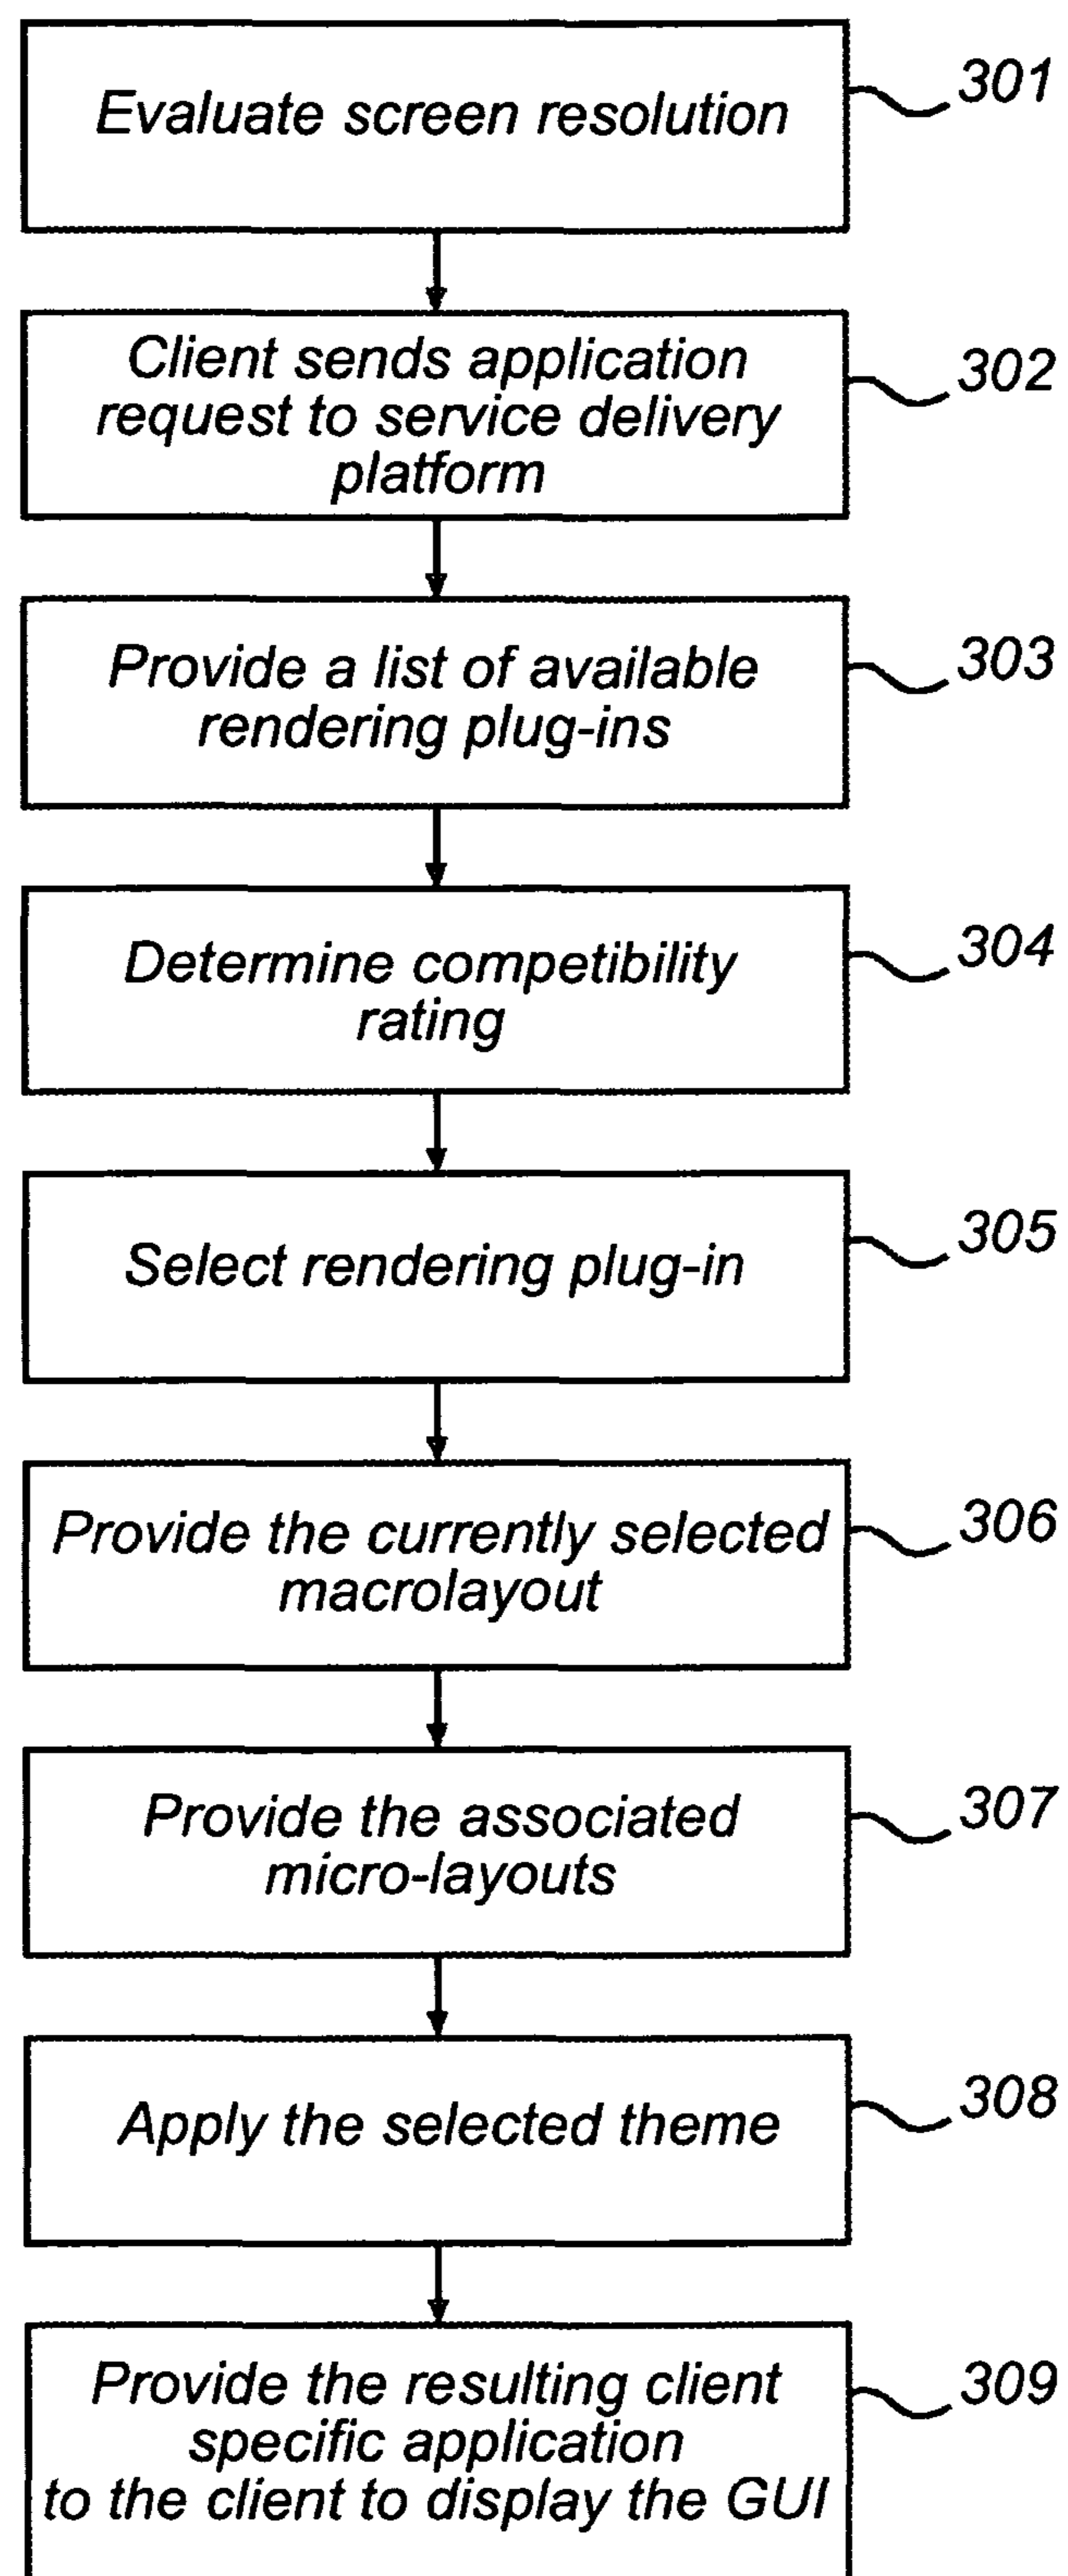 Evaluate screen resolution
301
Client sends application
request to service delivery
platform
302
Provide a list of available
rendering plug-ins
303
Determine competibility
rating
304
Select rendering plug-in
305
Provide the currently selected
macrolayout
306
Provide the associated
micro-layouts
307
Apply the selected theme
308
Provide the resulting client
specific application
to the client to display the GUI
309